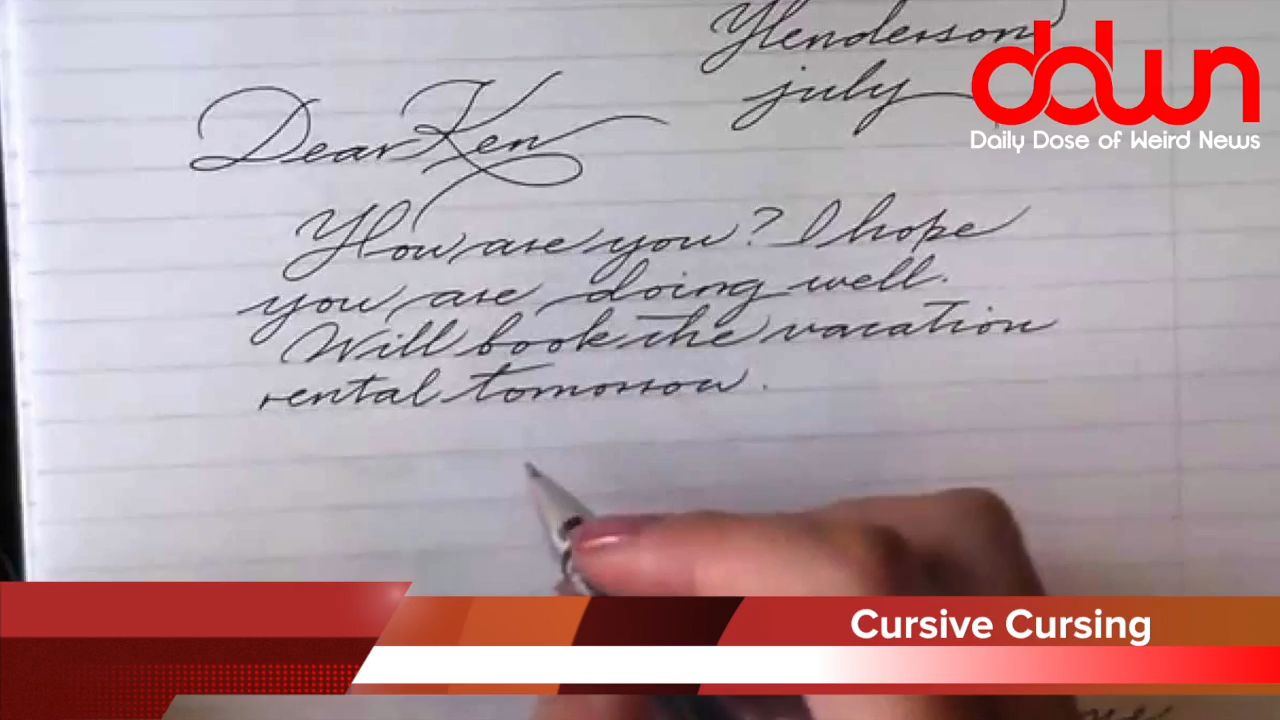 Henderson
july
down
Daily Dose of Weird News
Dear Ken
How are you? I hope
you are doing well.
Will book the vacation
rental tomorrow.
Cursive Cursing